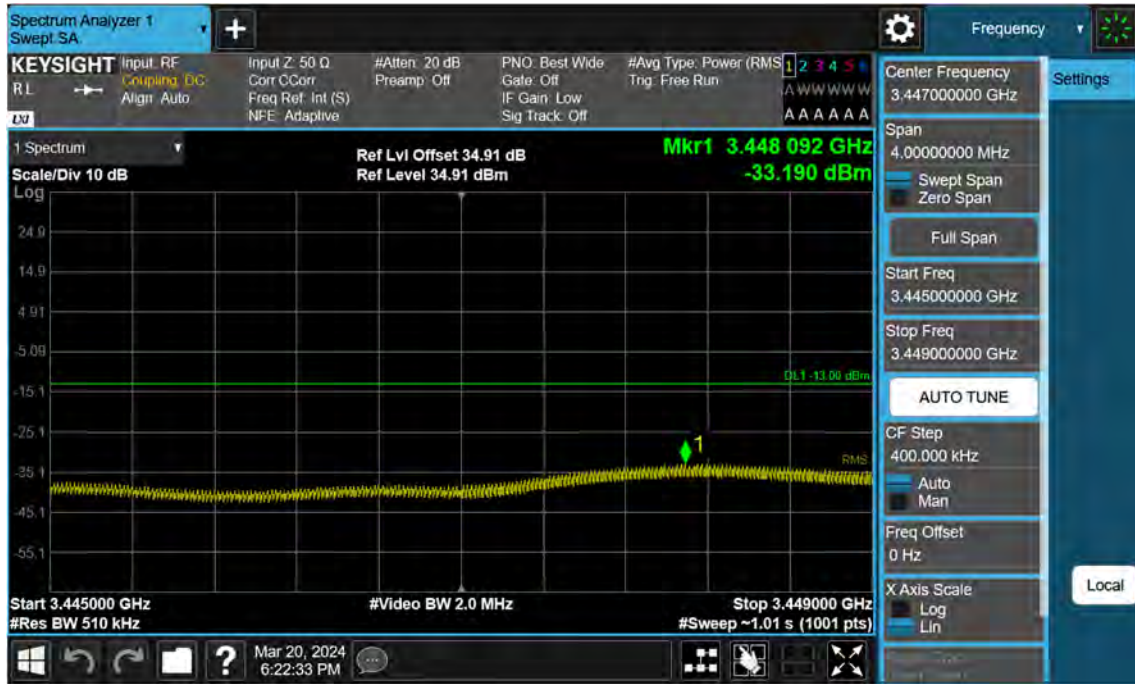 Spectrum Analyzer 1
Swept SA
+
Frequency
KEYSIGHT
RL
LXI
Input: RF
Coupling: DC
Align: Auto
Input Z: 50 Ω
Corr CCorr
Freq Ref: Int (S)
NFE: Adaptive
#Atten: 20 dB
Preamp: Off
PNO: Best Wide
Gate: Off
IF Gain: Low
Sig Track: Off
#Avg Type: Power (RMS
Trig: Free Run
1 2 3 4 5 6
A W W W W W
A A A A A A
1 Spectrum
Scale/Div 10 dB
Log
Ref Lvl Offset 34.91 dB
Ref Level 34.91 dBm
Mkr1 3.448 092 GHz
-33.190 dBm
24.9
14.9
4.91
-5.09
DL1 -13.00 dBm
-15.1
-25.1
1
RMS
-35.1
-45.1
-55.1
Start 3.445000 GHz
#Video BW 2.0 MHz
Stop 3.449000 GHz
#Res BW 510 kHz
#Sweep ~1.01 s (1001 pts)
?
Mar 20, 2024
6:22:33 PM
Center Frequency
3.447000000 GHz
Settings
Span
4.00000000 MHz
Swept Span
Zero Span
Full Span
Start Freq
3.445000000 GHz
Stop Freq
3.449000000 GHz
AUTO TUNE
CF Step
400.000 kHz
Auto
Man
Freq Offset
0 Hz
X Axis Scale
Log
Lin
Local